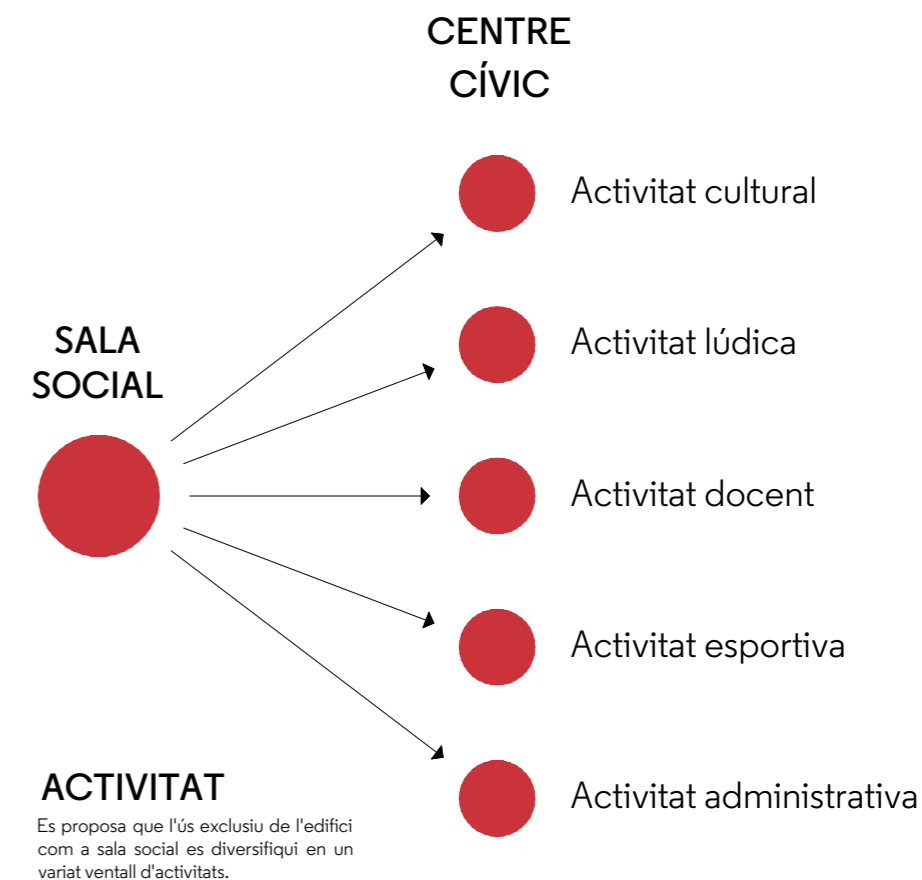 CENTRE
CÍVIC
Activitat cultural
Activitat lúdica
SALA
SOCIAL
Activitat docent
Activitat esportiva
Activitat administrativa
ACTIVITAT
Es proposa que l'ús exclusiu de l'edifici
com a sala social es diversifiqui en un
variat ventall d'activitats.